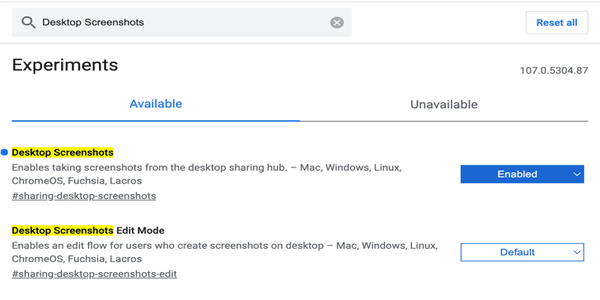 Desktop Screenshots
Reset all
Experiments
107.0.5304.87
Available
Unavailable
Desktop Screenshots
Enables taking screenshots from the desktop sharing hub. – Mac, Windows, Linux,
ChromeOS, Fuchsia, Lacros
#sharing-desktop-screenshots
Enabled
Desktop Screenshots Edit Mode
Enables an edit flow for users who create screenshots on desktop – Mac, Windows, Linux,
ChromeOS, Fuchsia, Lacros
#sharing-desktop-screenshots-edit
Default